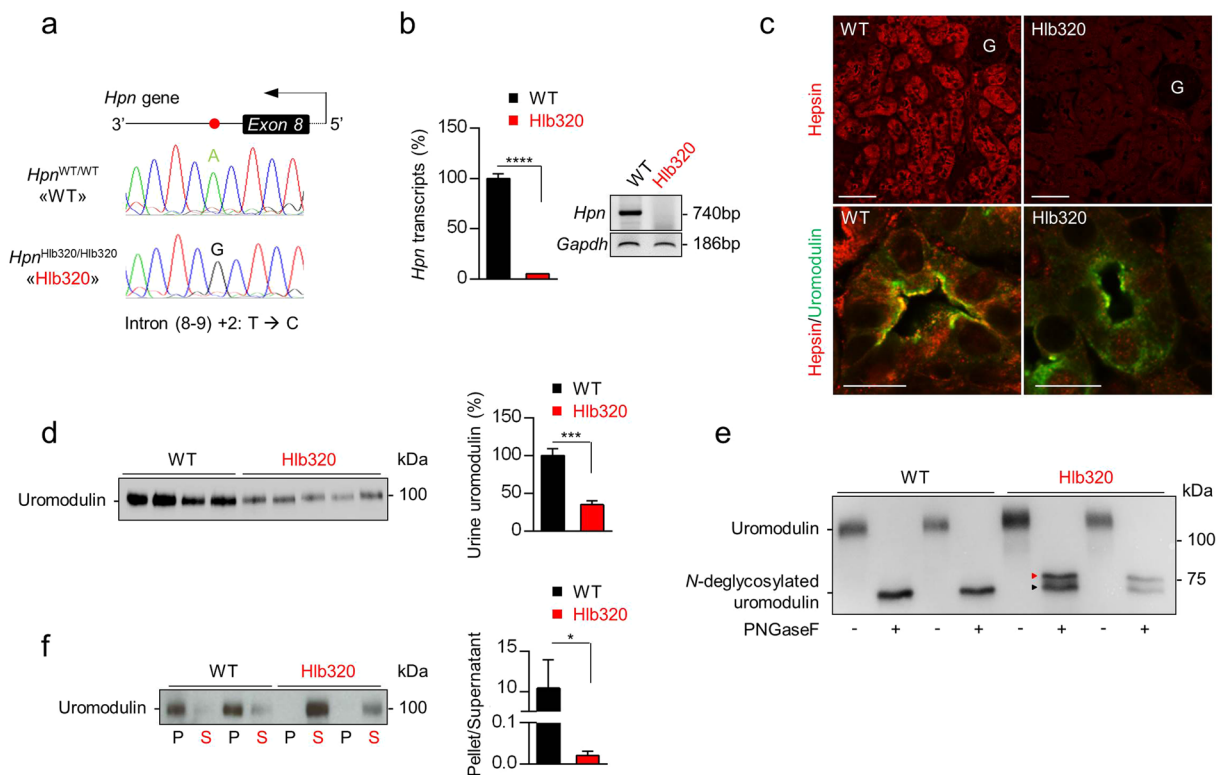 a
Hpn gene
3'
Exon 8
5'
A
Hpn^WT/WT
«WT»
G
Hpn^Hlb320/Hlb320
«Hlb320»
Intron (8-9) +2: T → C
b
WT
Hlb320
Hpn transcripts (%)
150
100
50
0
****
WT
Hlb320
Hpn
740bp
Gapdh
186bp
c
Hepsin
WT
G
Hlb320
G
Hepsin/Uromodulin
WT
Hlb320
d
WT
Hlb320
kDa
Uromodulin
100
WT
Hlb320
Urine uromodulin (%)
150
100
50
0
***
e
WT
Hlb320
kDa
Uromodulin
100
75
N-deglycosylated
uromodulin
PNGaseF - + - + - + - +
f
WT
Hlb320
kDa
Uromodulin
100
P S P S P S P S
WT
Hlb320
Pellet/Supernatant
15
10
0.1
0.0
*